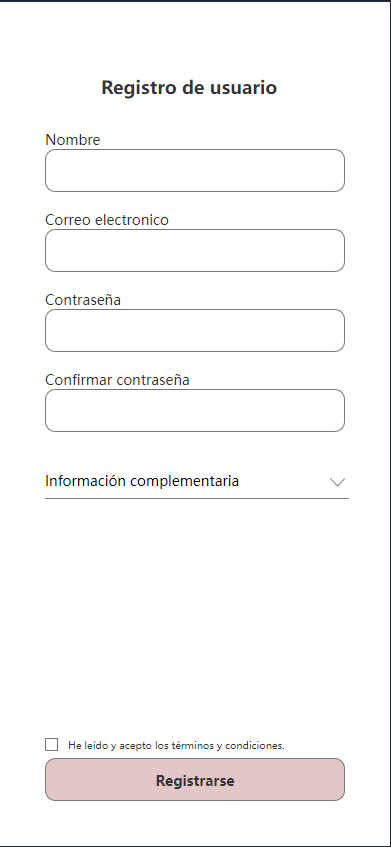 Registro de usuario
Nombre
Correo electronico
Contraseña
Confirmar contraseña
Información complementaria
He leído y acepto los términos y condiciones.
Registrarse